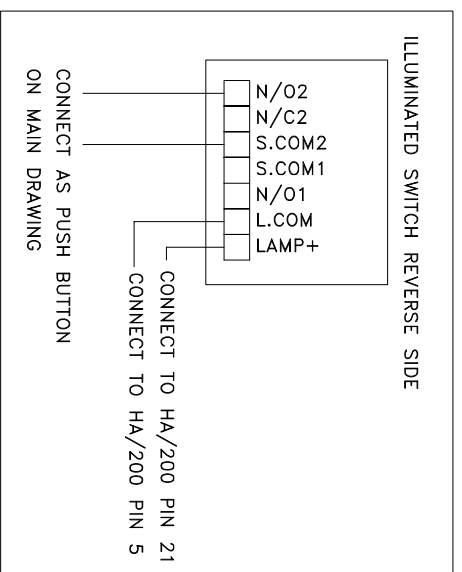 ILLUMINATED SWITCH REVERSE SIDE
N/O2
N/C2
S.COM2
S.COM1
N/O1
L.COM
LAMP+
CONNECT TO HA/200 PIN 21
CONNECT TO HA/200 PIN 5
CONNECT AS PUSH BUTTON
ON MAIN DRAWING